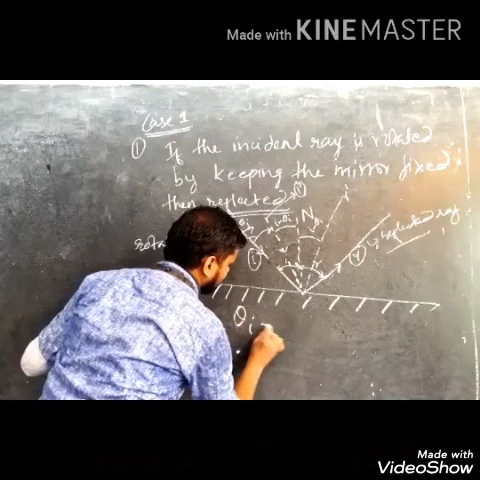 Made with KINEMASTER
Case 1
① If the incident ray is rotated
by keeping the mirror fixed,
then reflected
N
reflected ray
θi
Made with
VideoShow